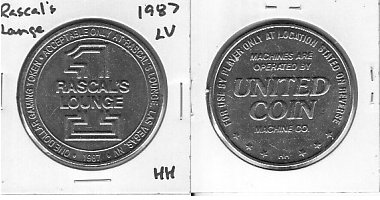 Rascal's
Lounge
1987
LV
ONE DOLLAR GAMING TOKEN • ACCEPTABLE ONLY AT RASCAL'S LOUNGE, LAS VEGAS, NV.
1
RASCAL'S
LOUNGE
1987
HH
FOR USE BY PLAYER ONLY AT LOCATION STATED ON REVERSE
MACHINES ARE
OPERATED BY
UNITED
COIN
MACHINE CO.